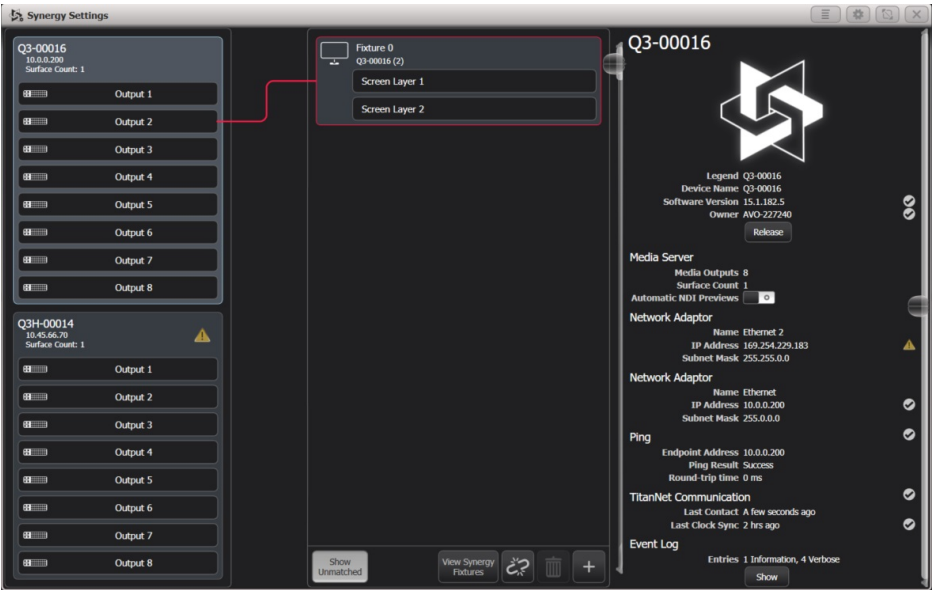 Synergy Settings
Q3-00016
10.0.0.200
Surface Count: 1
Output 1
Output 2
Output 3
Output 4
Output 5
Output 6
Output 7
Output 8
Q3H-00014
10.45.66.70
Surface Count: 1
Output 1
Output 2
Output 3
Output 4
Output 5
Output 6
Output 7
Output 8
Fixture 0
Q3-00016 (2)
Screen Layer 1
Screen Layer 2
Show
Unmatched
View Synergy
Fixtures
Q3-00016
Legend Q3-00016
Device Name Q3-00016
Software Version 15.1.182.5
Owner AVO-227240
Release
Media Server
Media Outputs 8
Surface Count 1
Automatic NDI Previews
Network Adaptor
Name Ethernet 2
IP Address 169.254.229.183
Subnet Mask 255.255.0.0
Network Adaptor
Name Ethernet
IP Address 10.0.0.200
Subnet Mask 255.0.0.0
Ping
Endpoint Address 10.0.0.200
Ping Result Success
Round-trip time 0 ms
TitanNet Communication
Last Contact A few seconds ago
Last Clock Sync 2 hrs ago
Event Log
Entries 1 Information, 4 Verbose
Show